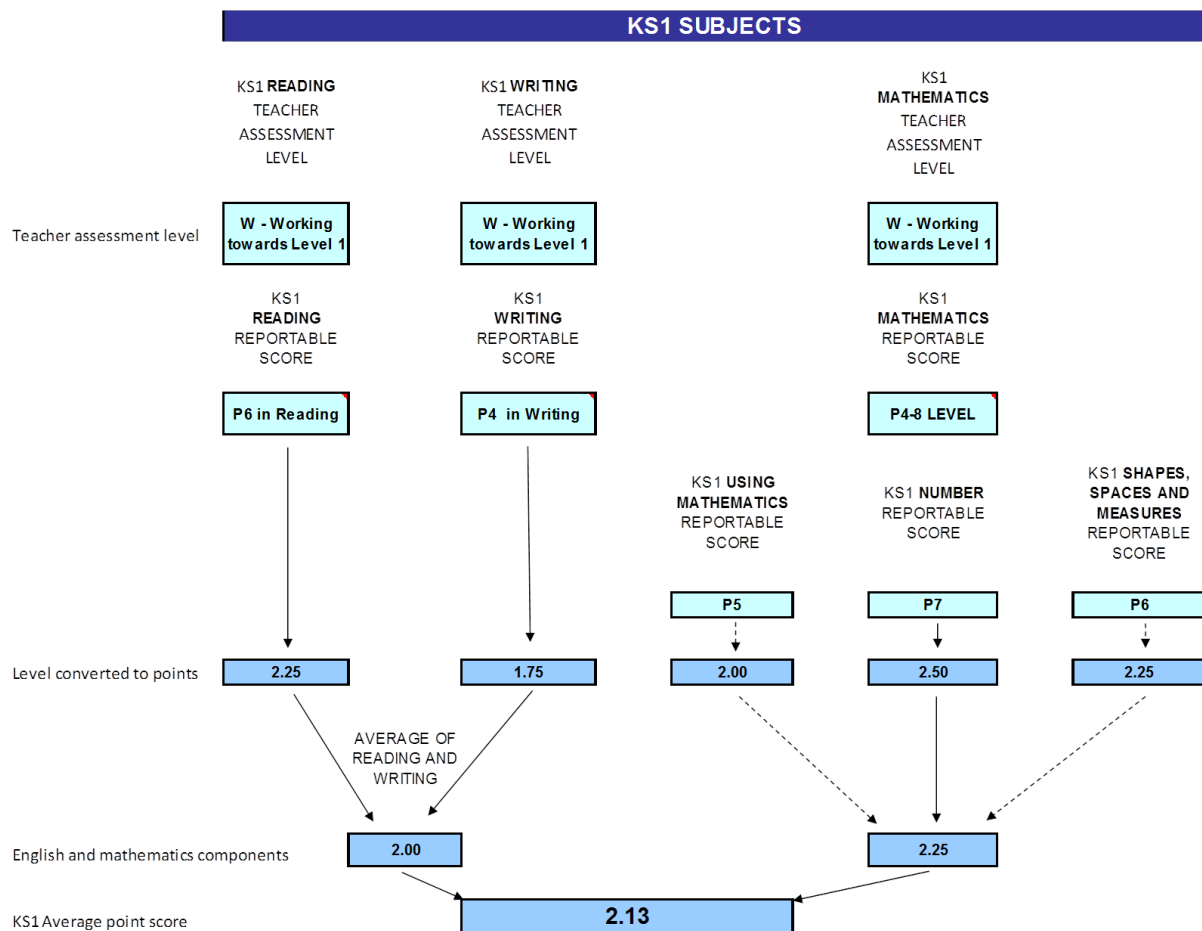 KS1 SUBJECTS
KS1 READING
TEACHER
ASSESSMENT
LEVEL
KS1 WRITING
TEACHER
ASSESSMENT
LEVEL
KS1
MATHEMATICS
TEACHER
ASSESSMENT
LEVEL
Teacher assessment level
W - Working
towards Level 1
W - Working
towards Level 1
W - Working
towards Level 1
KS1
READING
REPORTABLE
SCORE
KS1
WRITING
REPORTABLE
SCORE
KS1
MATHEMATICS
REPORTABLE
SCORE
P6 in Reading
P4 in Writing
P4-8 LEVEL
KS1 USING
MATHEMATICS
REPORTABLE
SCORE
KS1 NUMBER
REPORTABLE
SCORE
KS1 SHAPES,
SPACES AND
MEASURES
REPORTABLE
SCORE
P5
P7
P6
Level converted to points
2.25
1.75
2.00
2.50
2.25
AVERAGE OF
READING AND
WRITING
English and mathematics components
2.00
2.25
KS1 Average point score
2.13